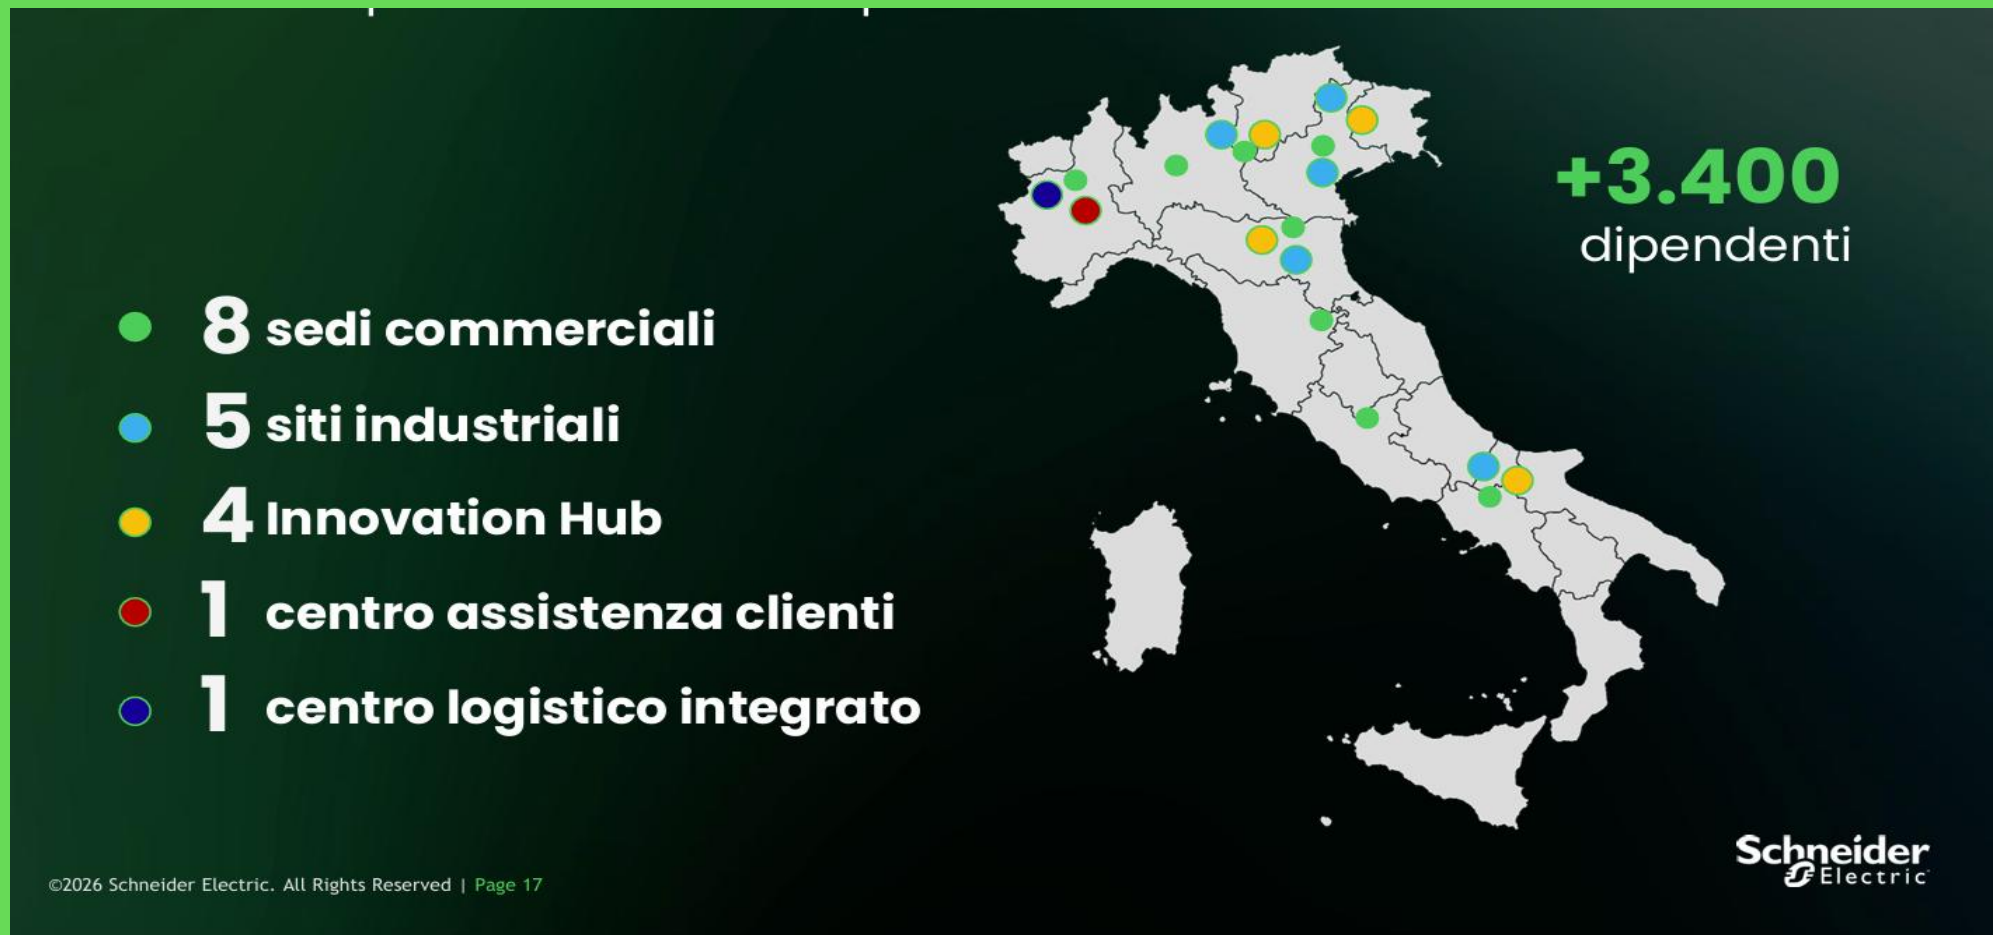 +3.400
dipendenti
8 sedi commerciali
5 siti industriali
4 Innovation Hub
1 centro assistenza clienti
1 centro logistico integrato
©2026 Schneider Electric. All Rights Reserved | Page 17
Schneider
Electric